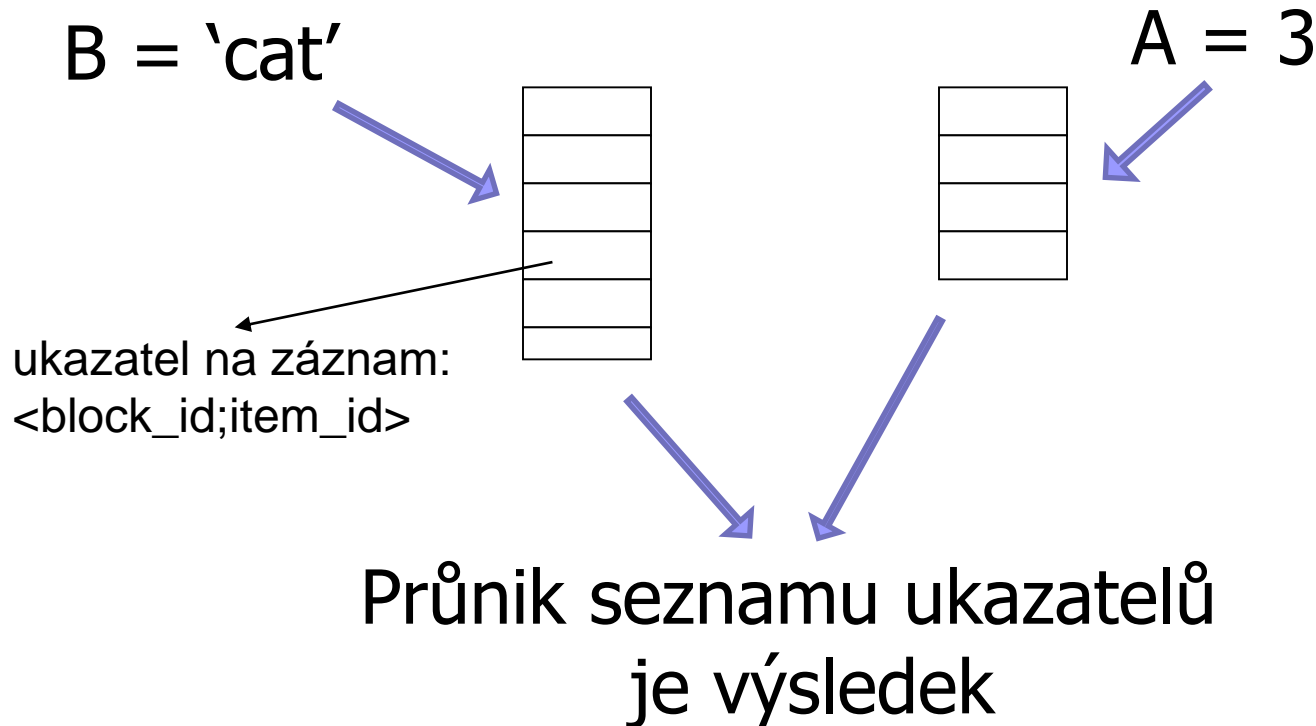 B = ‘cat’
A = 3
ukazatel na záznam:
<block_id;item_id>
Průnik seznamu ukazatelů
je výsledek